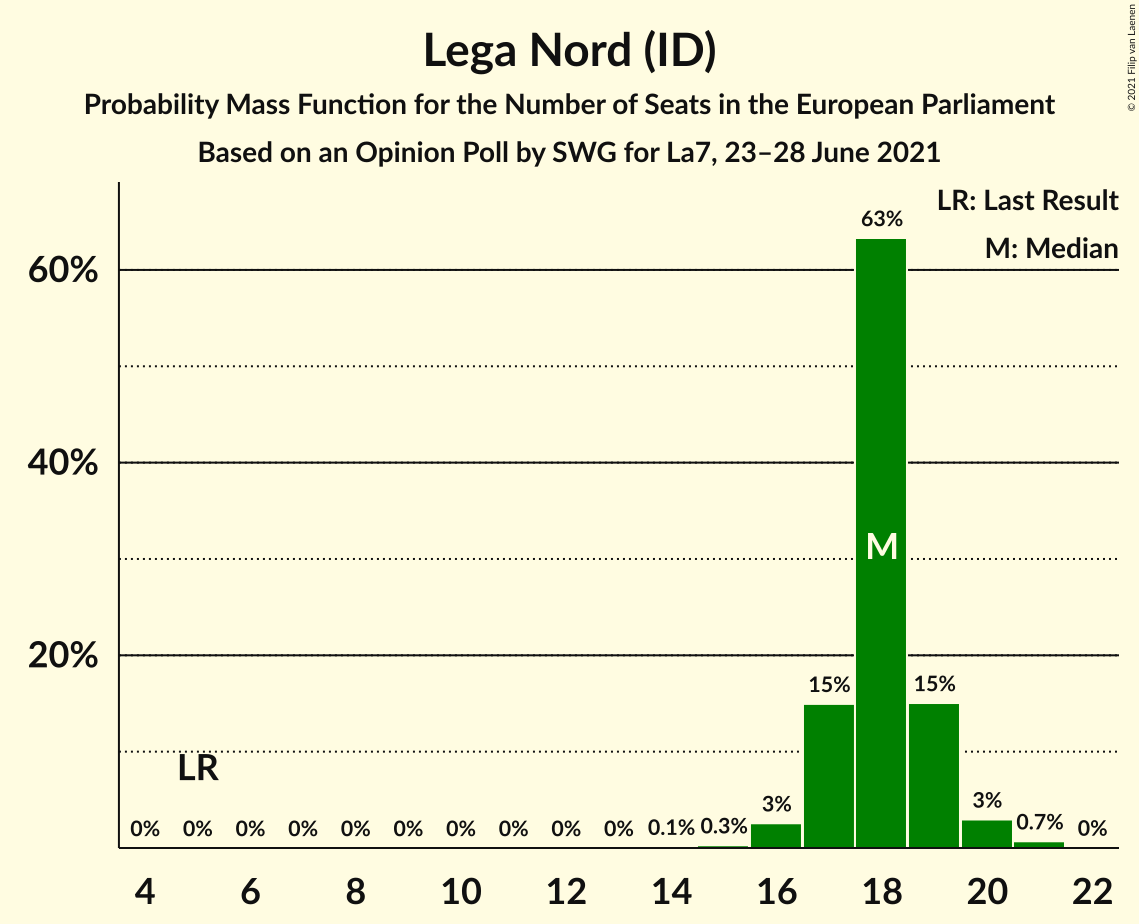 Lega Nord (ID)
Probability Mass Function for the Number of Seats in the European Parliament
Based on an Opinion Poll by SWG for La7, 23–28 June 2021
© 2021 Filip van Laenen
LR: Last Result
M: Median
60%
40%
20%
63%
M
15%
15%
LR
0% 0% 0% 0% 0% 0% 0% 0% 0% 0% 0.1% 0.3% 3% 3% 0.7% 0%
4 6 8 10 12 14 16 18 20 22